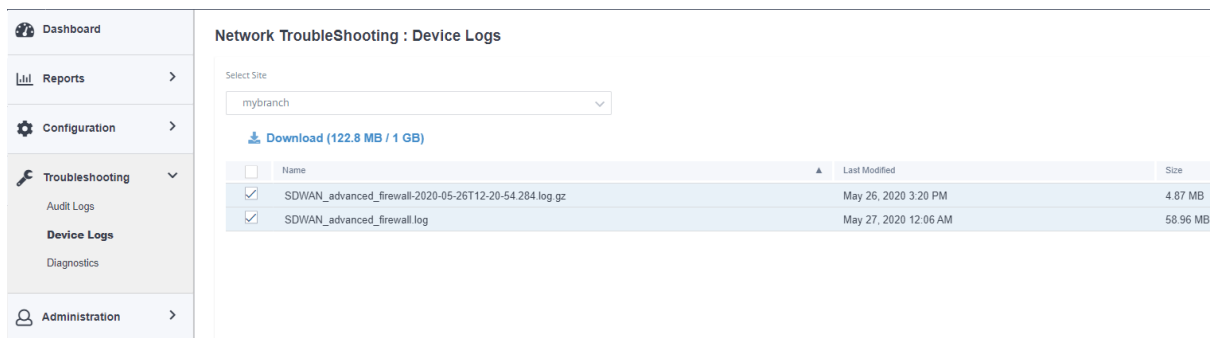 Dashboard
Reports
Configuration
Troubleshooting
Audit Logs
Device Logs
Diagnostics
Administration
Network TroubleShooting : Device Logs
Select Site
mybranch
Download (122.8 MB / 1 GB)
Name Last Modified Size
SDWAN_advanced_firewall-2020-05-26T12-20-54.284.log.gz May 26, 2020 3:20 PM 4.87 MB
SDWAN_advanced_firewall.log May 27, 2020 12:06 AM 58.96 MB